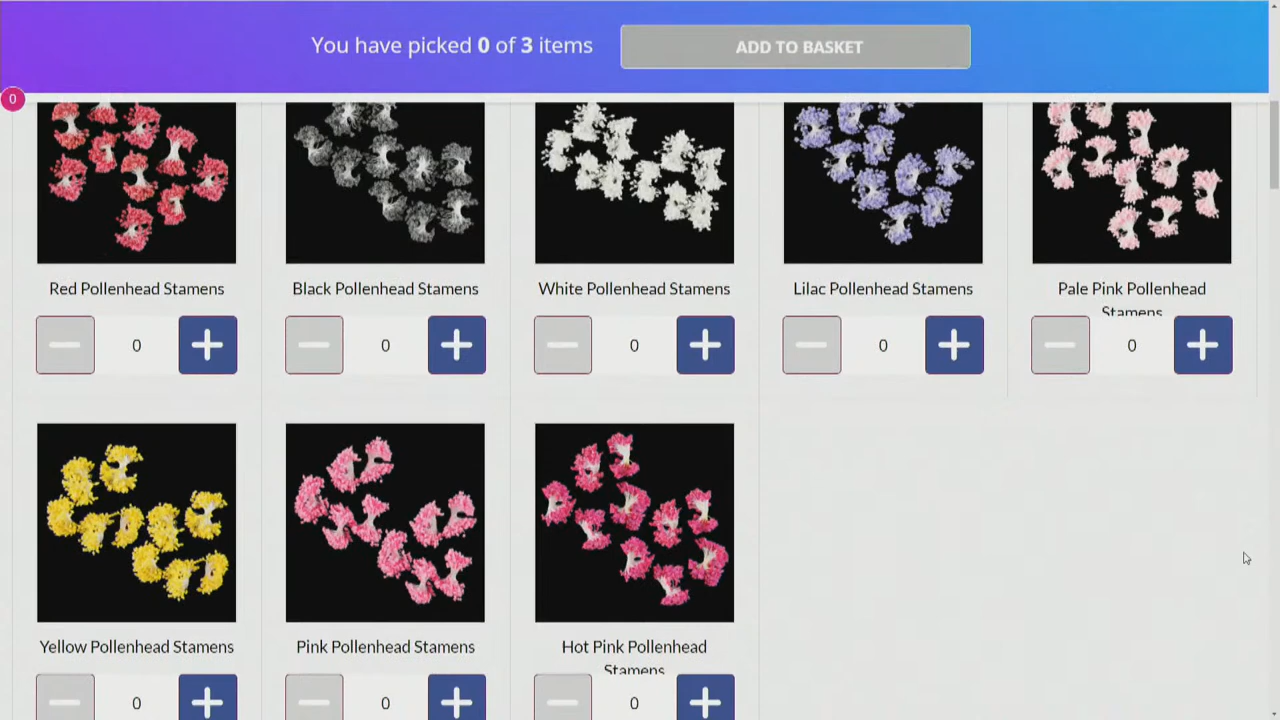 You have picked 0 of 3 items
ADD TO BASKET
0
Red Pollenhead Stamens
Black Pollenhead Stamens
White Pollenhead Stamens
Lilac Pollenhead Stamens
Pale Pink Pollenhead
Stamens
0
0
0
0
0
Yellow Pollenhead Stamens
Pink Pollenhead Stamens
Hot Pink Pollenhead
Stamens
0
0
0